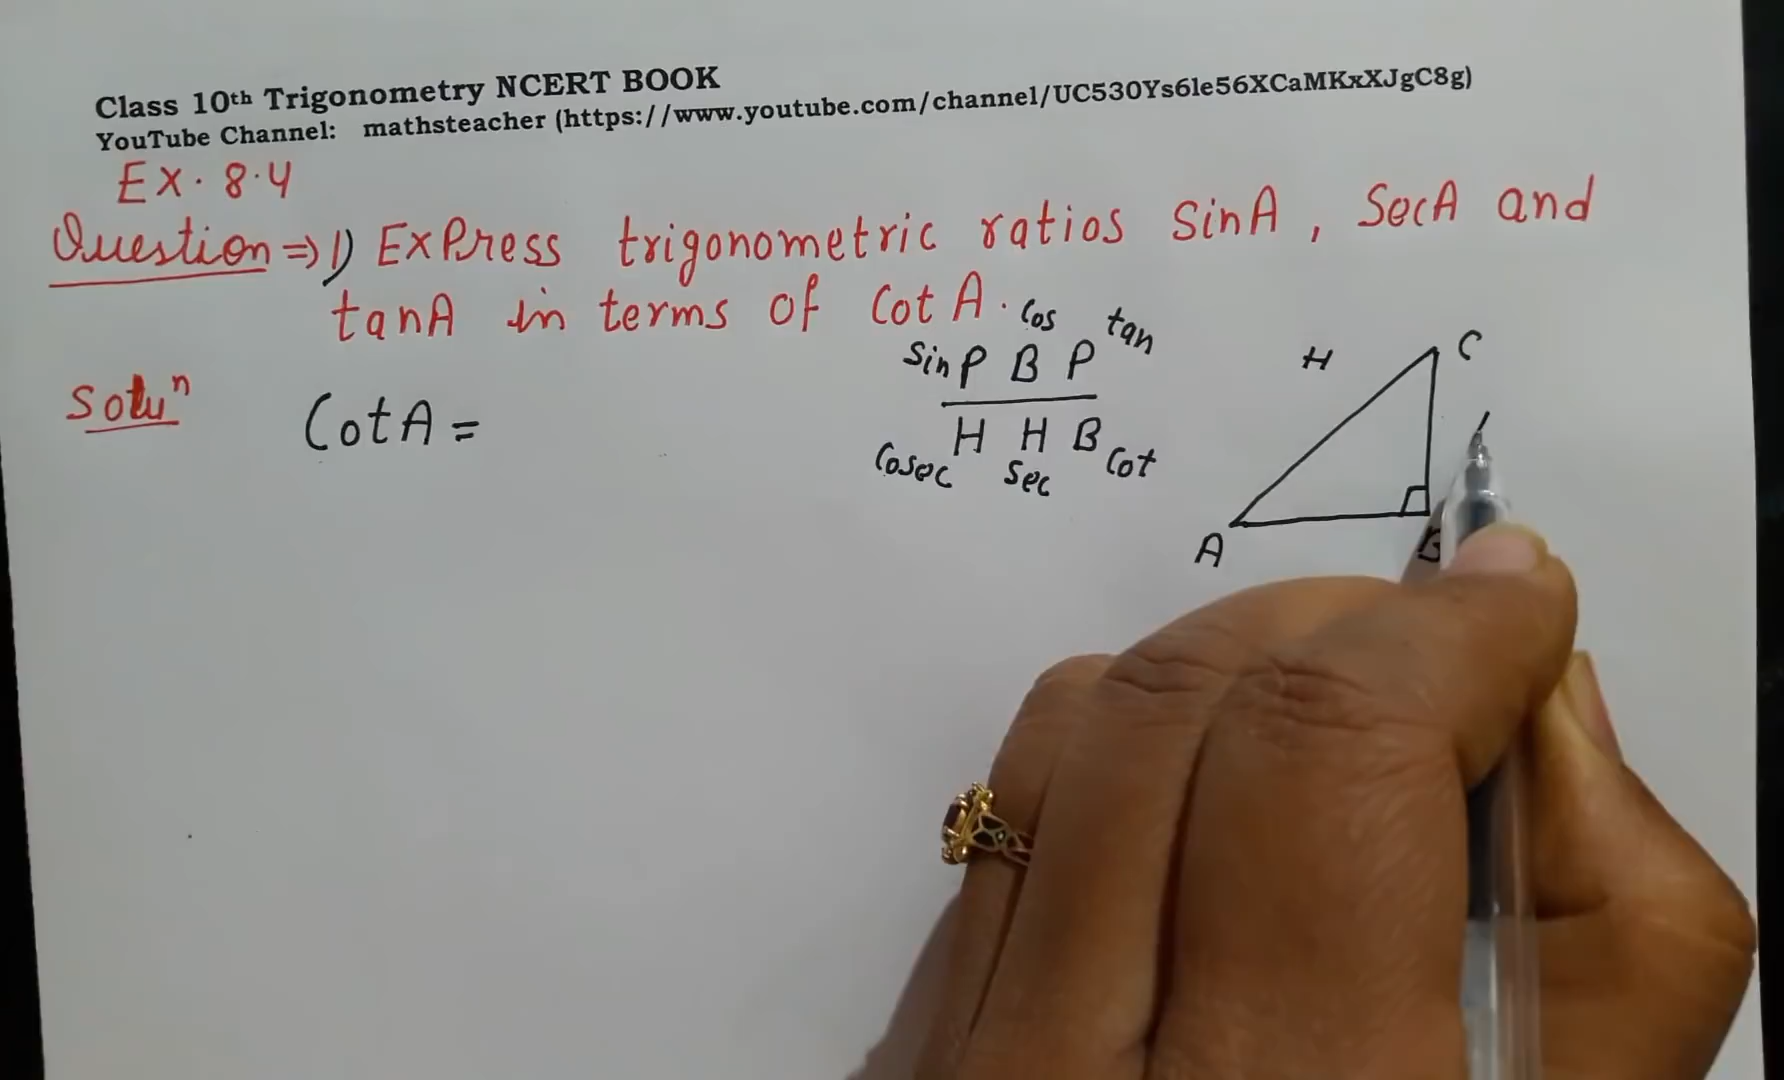 Class 10th Trigonometry NCERT BOOK
YouTube Channel: mathsteacher (https://www.youtube.com/channel/UC530Ys6le56XCaMKxXJgC8g)
EX. 8.4
Question ⇒ 1) ExPress trigonometric ratios SinA, SecA and
tanA in terms of Cot A.
Cos tan
Sin P B P
H H B
Cosec Sec Cot
Solun
CotA =
H
C
A
B